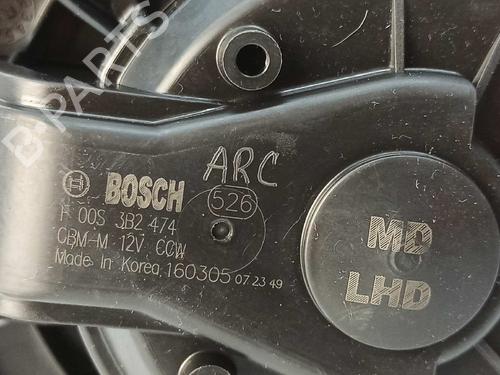 B-PARTS
ARC
BOSCH
526
F 00S 3B2 474
CBM-M 12V CCW
Made In Korea 160305 07 23 49
MD
LHD